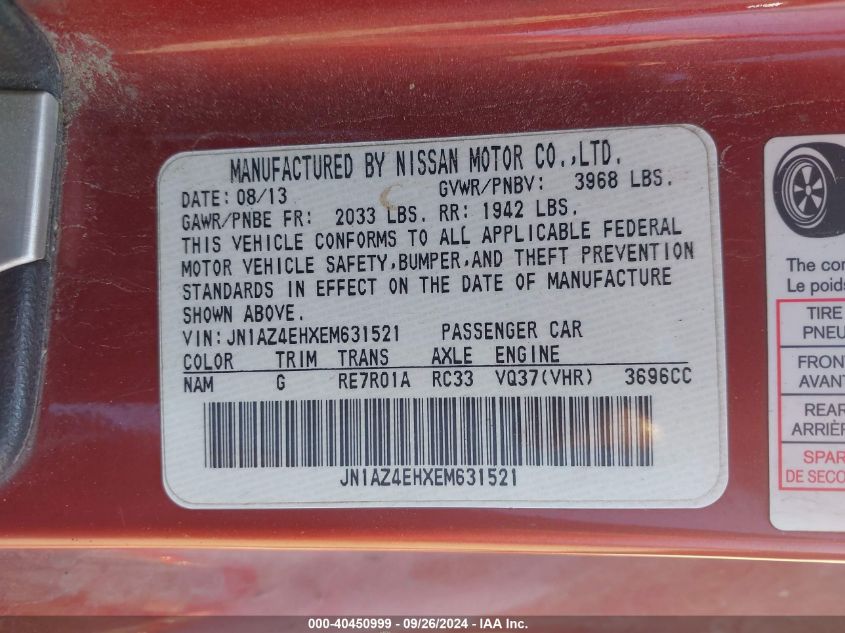 MANUFACTURED BY NISSAN MOTOR CO.,LTD.
DATE: 08/13 GVWR/PNBV: 3968 LBS.
GAWR/PNBE FR: 2033 LBS. RR: 1942 LBS.
THIS VEHICLE CONFORMS TO ALL APPLICABLE FEDERAL
MOTOR VEHICLE SAFETY,BUMPER,AND THEFT PREVENTION
STANDARDS IN EFFECT ON THE DATE OF MANUFACTURE
SHOWN ABOVE.
VIN:JN1AZ4EHXEM631521 PASSENGER CAR
COLOR TRIM TRANS AXLE ENGINE
NAM G RE7R01A RC33 VQ37(VHR) 3696CC
JN1AZ4EHXEM631521
The co
Le poids
TIRE
PNEU
FRON
AVAN
REAR
ARRIÈR
SPAR
DE SECO
000-40450999 - 09/26/2024 - IAA Inc.